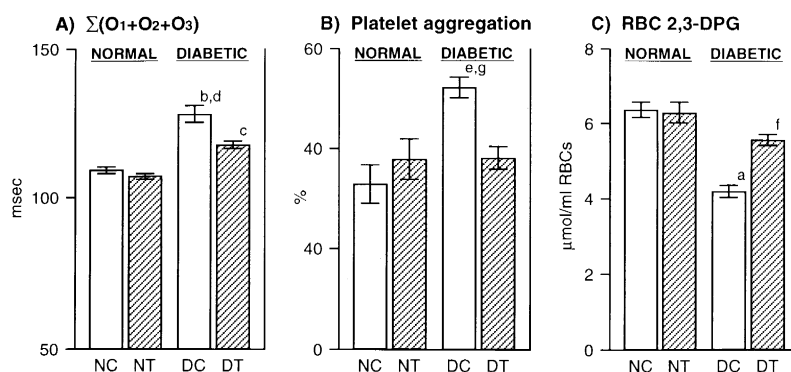 A) ∑(O1+O2+O3)
150
NORMAL DIABETIC
b,d
c
100
msec
50
NC NT DC DT
B) Platelet aggregation
60
NORMAL DIABETIC
e,g
40
%
40
0
NC NT DC DT
C) RBC 2,3-DPG
8
NORMAL DIABETIC
6
f
a
4
μmol/ml RBCs
2
0
NC NT DC DT